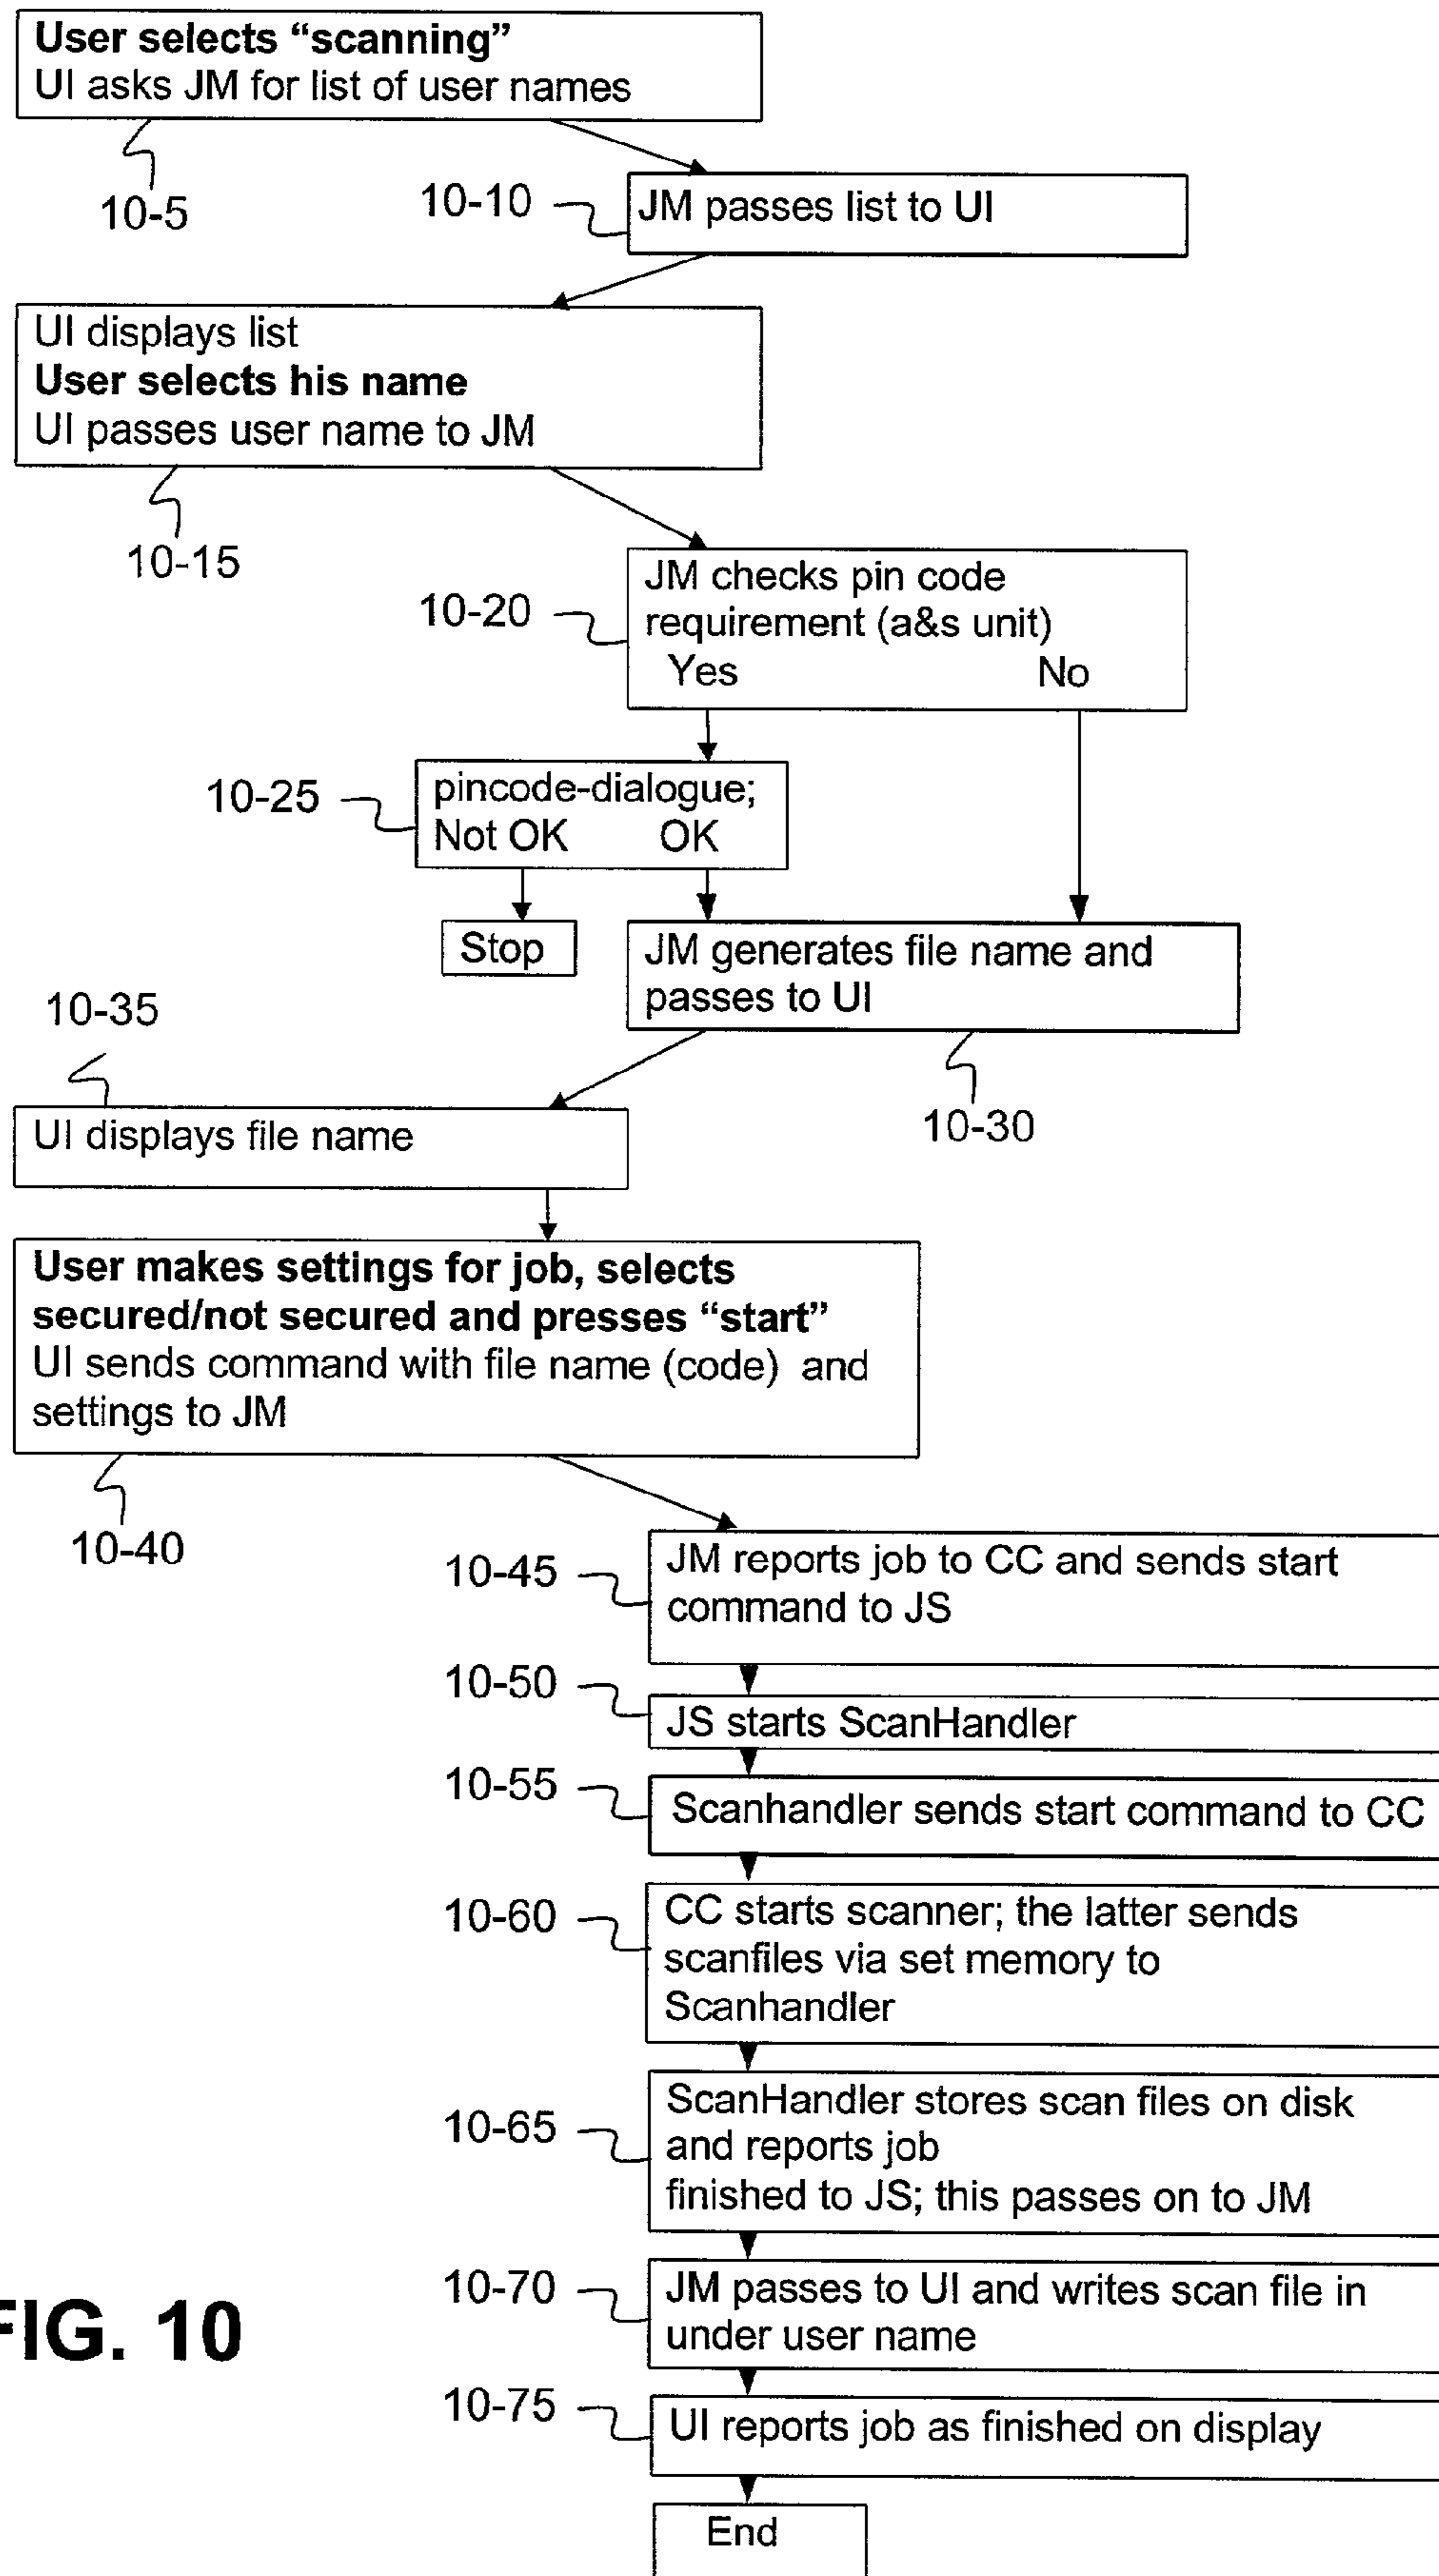 User selects “scanning”
UI asks JM for list of user names
10-5
10-10
JM passes list to UI
UI displays list
User selects his name
UI passes user name to JM
10-15
10-20
JM checks pin code
requirement (a&s unit)
Yes No
10-25
pincode-dialogue;
Not OK OK
Stop
JM generates file name and
passes to UI
10-35
10-30
UI displays file name
User makes settings for job, selects
secured/not secured and presses “start”
UI sends command with file name (code) and
settings to JM
10-40
10-45
JM reports job to CC and sends start
command to JS
10-50
JS starts ScanHandler
10-55
Scanhandler sends start command to CC
10-60
CC starts scanner; the latter sends
scanfiles via set memory to
Scanhandler
10-65
ScanHandler stores scan files on disk
and reports job
finished to JS; this passes on to JM
10-70
JM passes to UI and writes scan file in
under user name
FIG. 10
10-75
UI reports job as finished on display
End